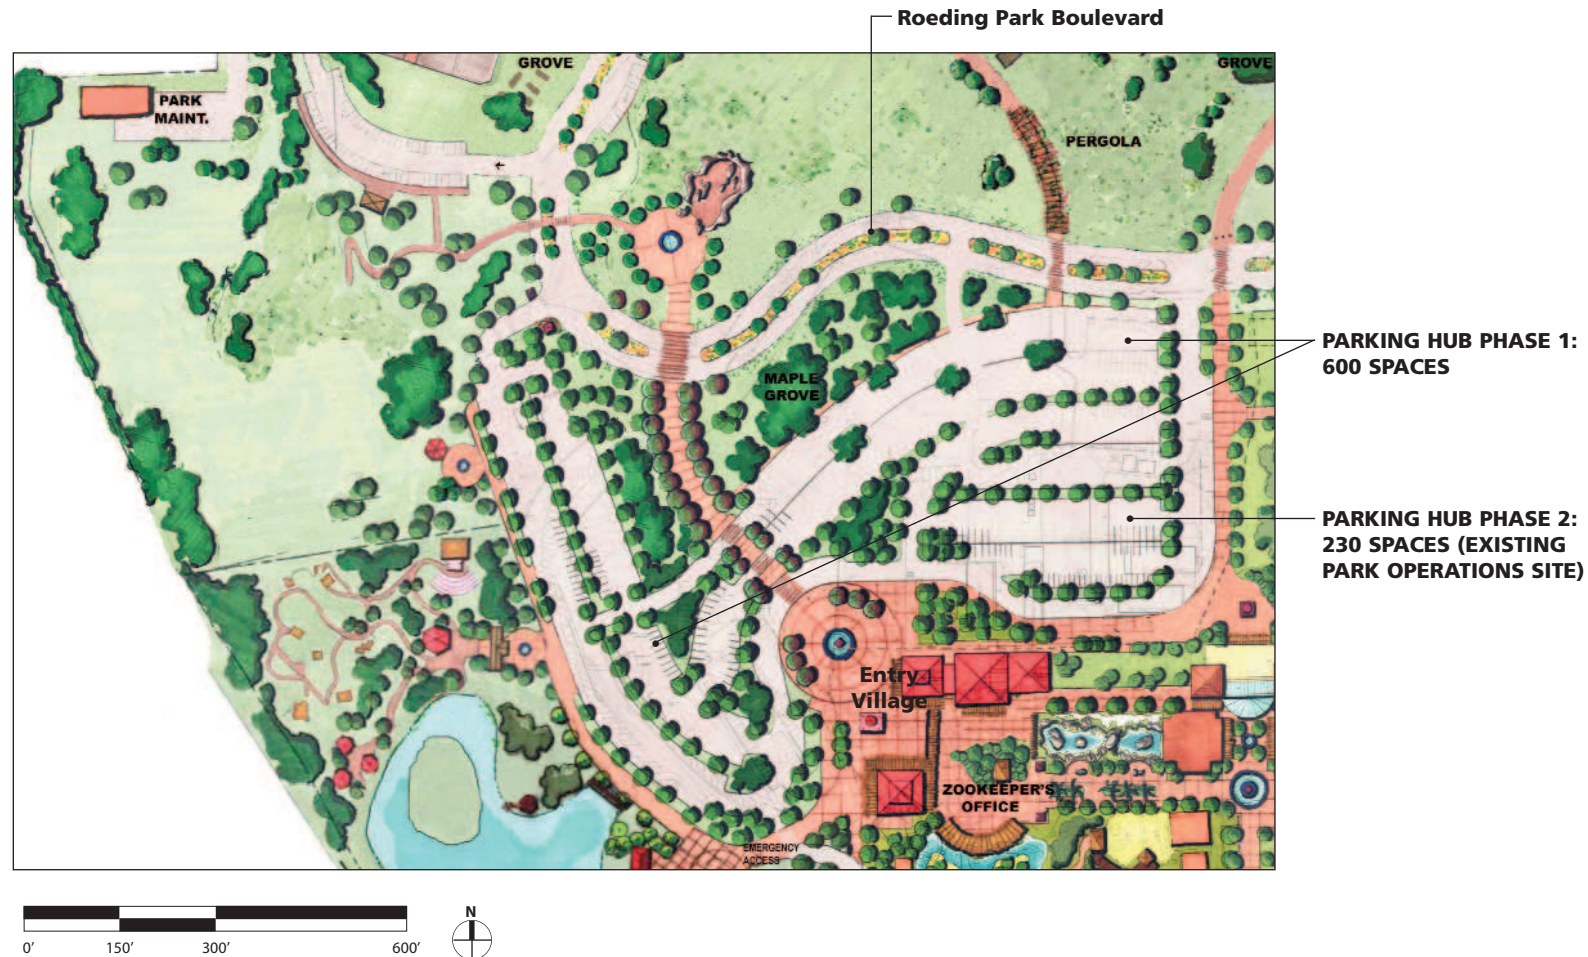 Roeding Park Boulevard
GROVE
GROVE
PARK
MAINT.
PERGOLA
PARKING HUB PHASE 1:
600 SPACES
MAPLE
GROVE
PARKING HUB PHASE 2:
230 SPACES (EXISTING
PARK OPERATIONS SITE)
Entry
Village
ZOOKEEPER'S
OFFICE
EMERGENCY
ACCESS
N
0' 150' 300' 600'